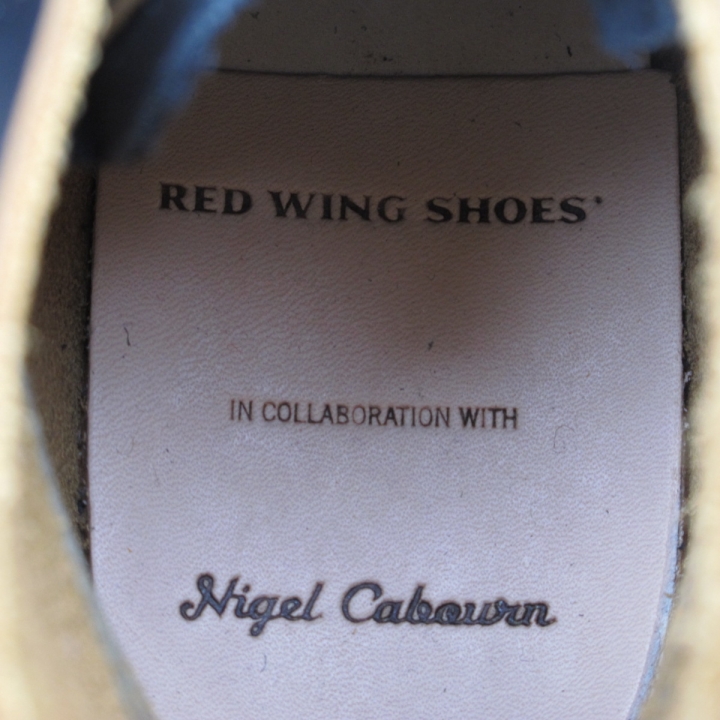 RED WING SHOES
IN COLLABORATION WITH
Nigel Cabourn